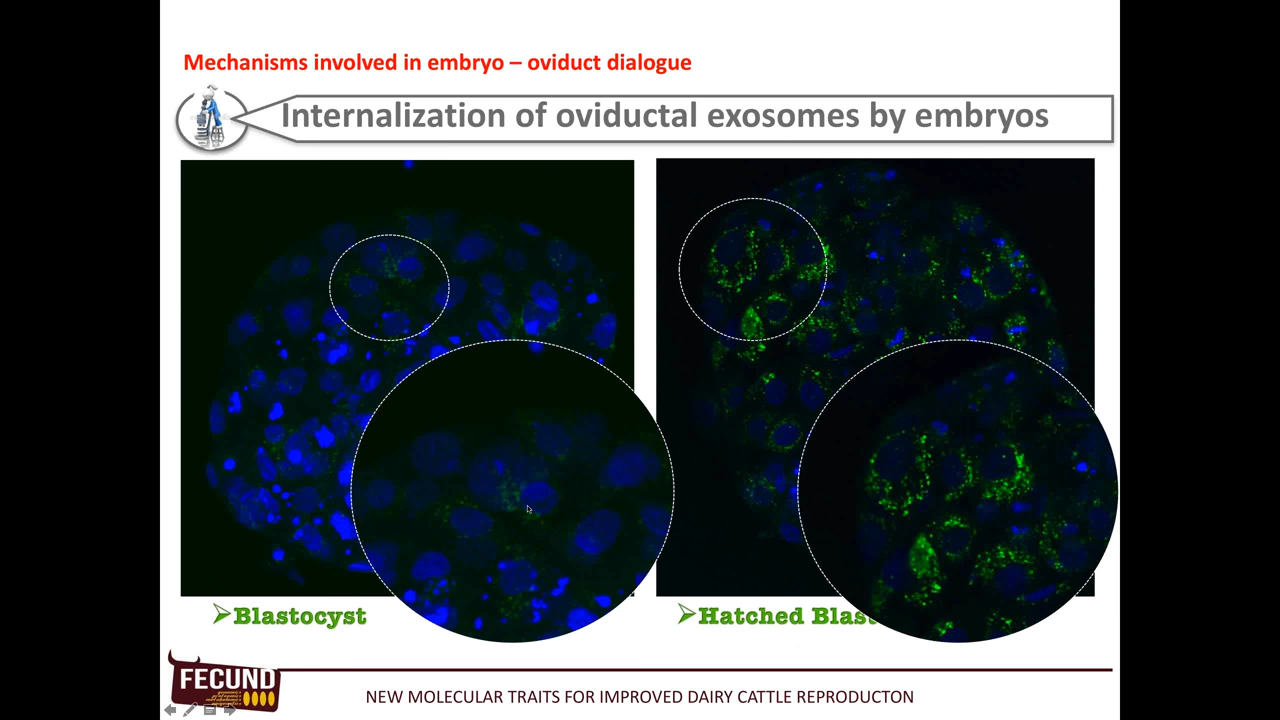 Mechanisms involved in embryo – oviduct dialogue
Internalization of oviductal exosomes by embryos
Blastocyst
Hatched Blast
FECUND
NEW MOLECULAR TRAITS FOR IMPROVED DAIRY CATTLE REPRODUCTON